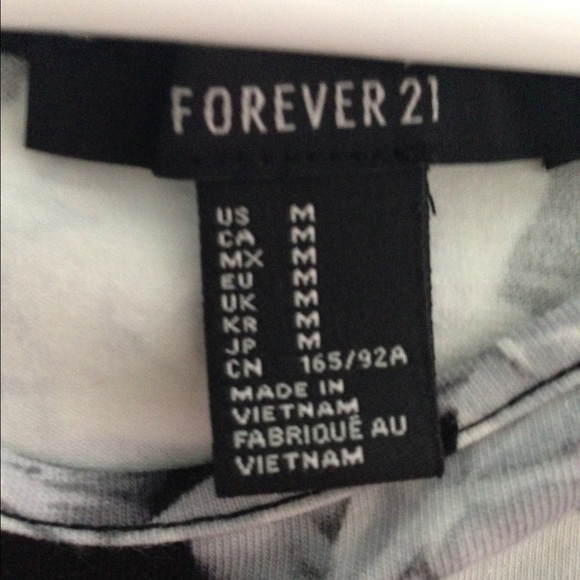 FOREVER 21
US M
CA M
MX M
EU M
UK M
KR M
JP M
CN 165/92A
MADE IN
VIETNAM
FABRIQUÉ AU
VIETNAM